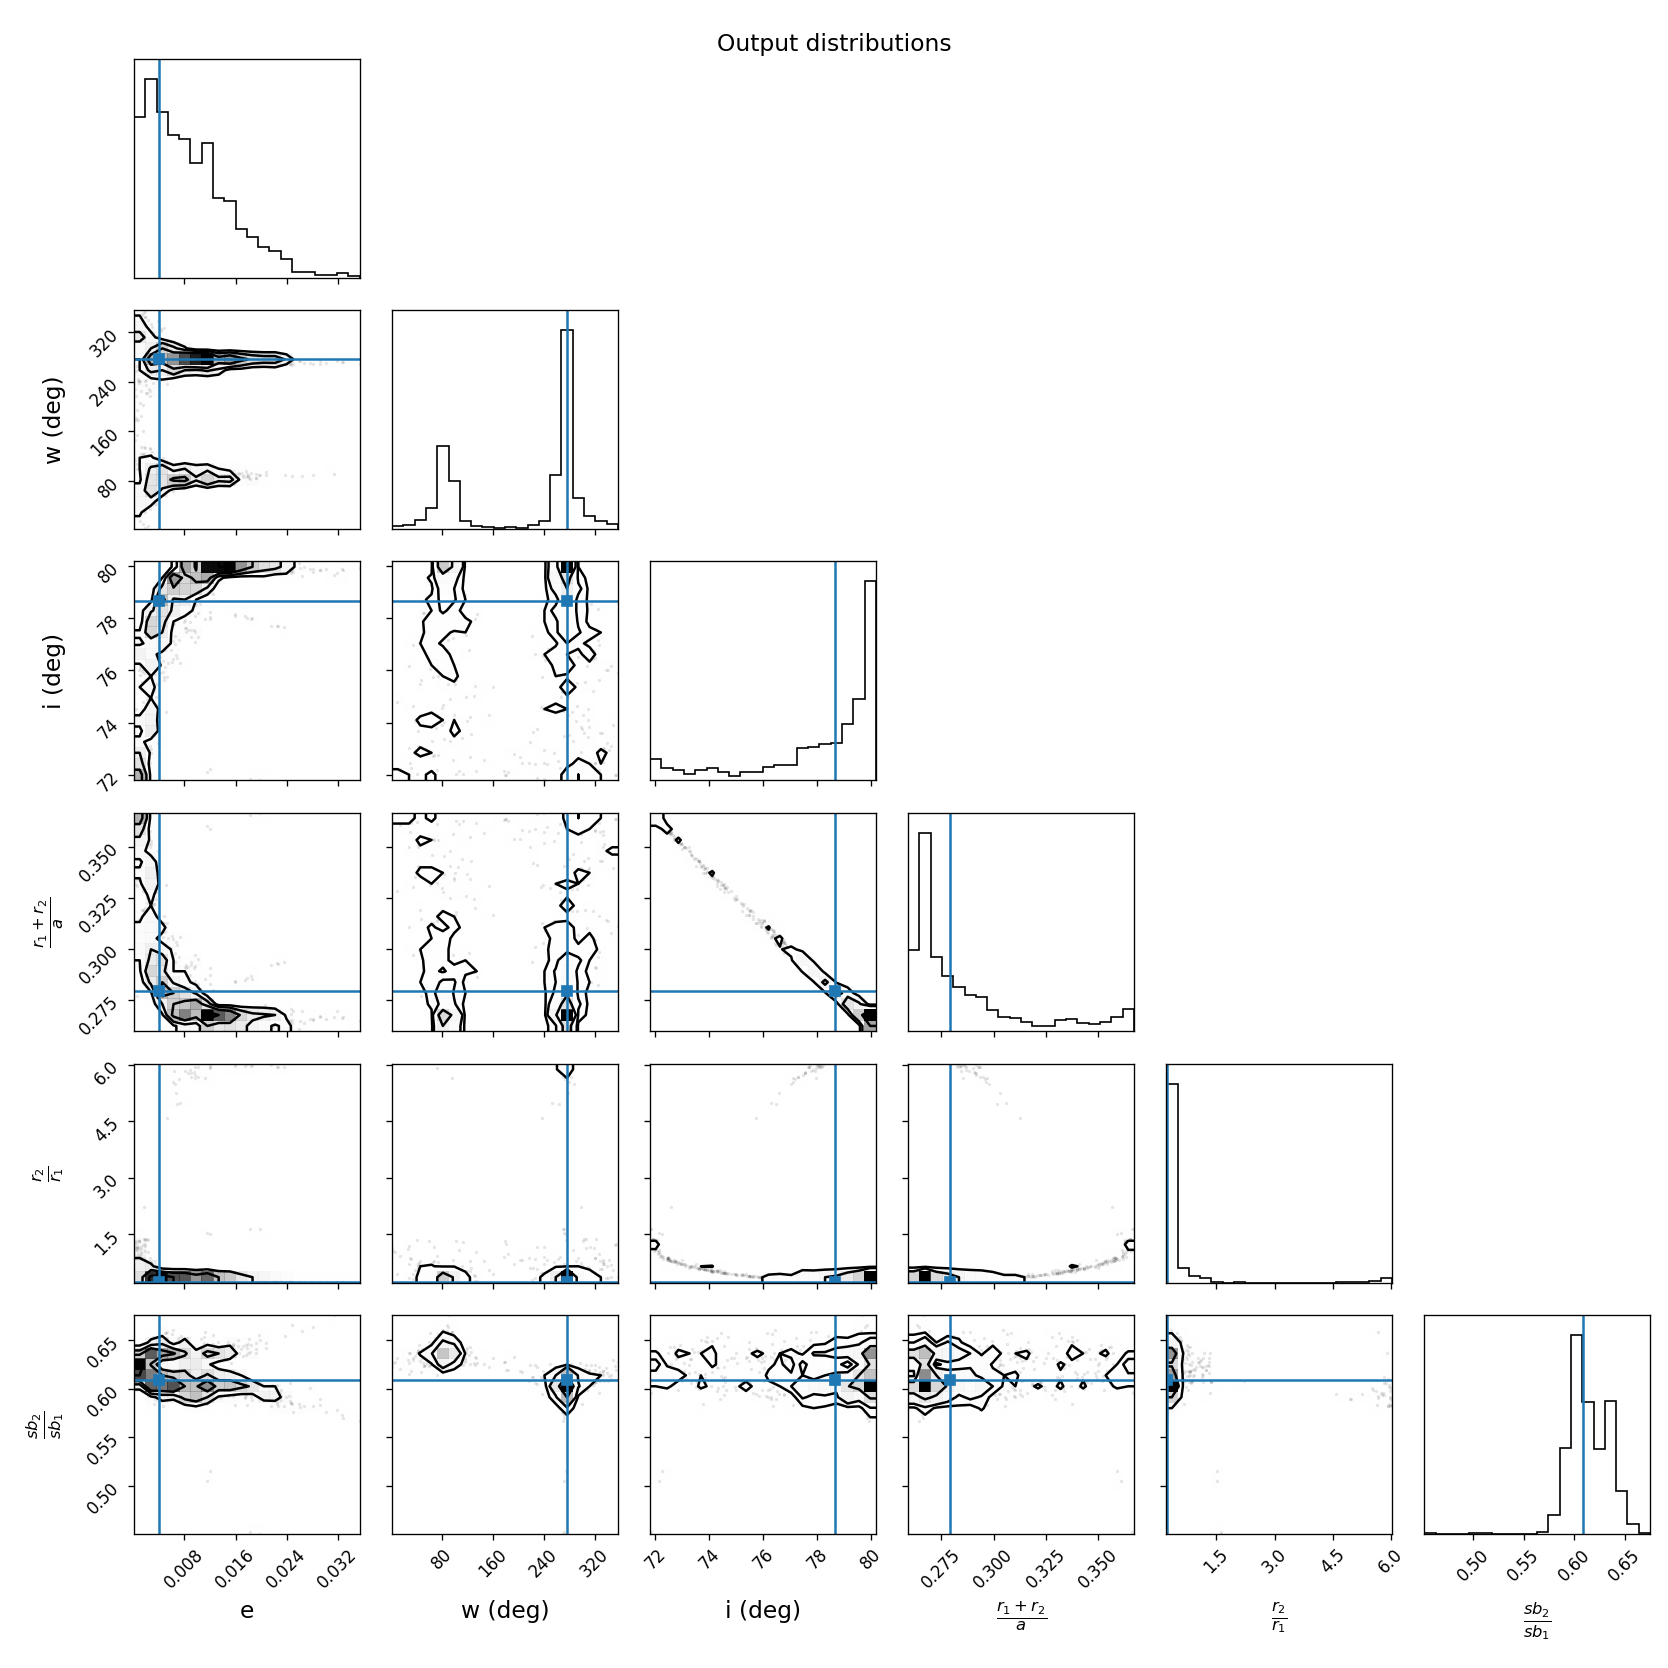 Output distributions
w (deg)
320
240
160
80
i (deg)
80
78
76
74
72
r₁ + r₂
a
0.350
0.325
0.300
0.275
r₂
r₁
6.0
4.5
3.0
1.5
sb₂
sb₁
0.65
0.60
0.55
0.50
0.008 0.016 0.024 0.032 80 160 240 320 72 74 76 78 80 0.275 0.300 0.325 0.350 1.5 3.0 4.5 6.0 0.50 0.55 0.60 0.65
e w (deg) i (deg)
r₁ + r₂
a
r₂
r₁
sb₂
sb₁